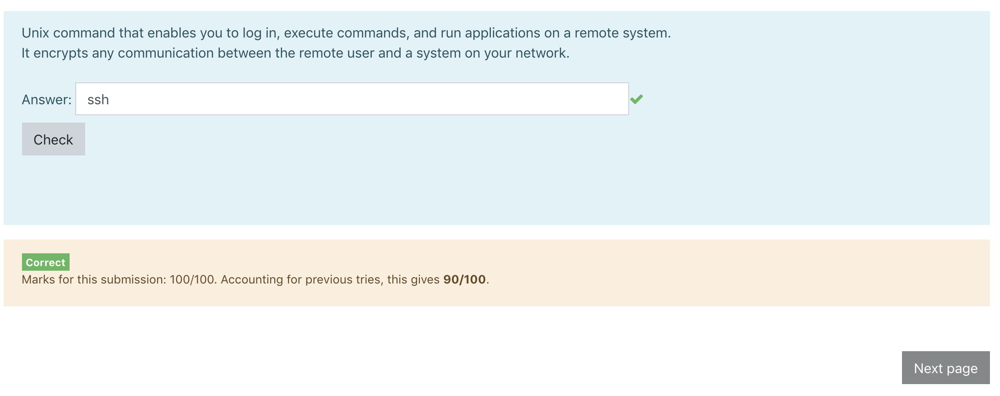 Unix command that enables you to log in, execute commands, and run applications on a remote system.
It encrypts any communication between the remote user and a system on your network.
Answer: ssh
Check
Correct
Marks for this submission: 100/100. Accounting for previous tries, this gives 90/100.
Next page